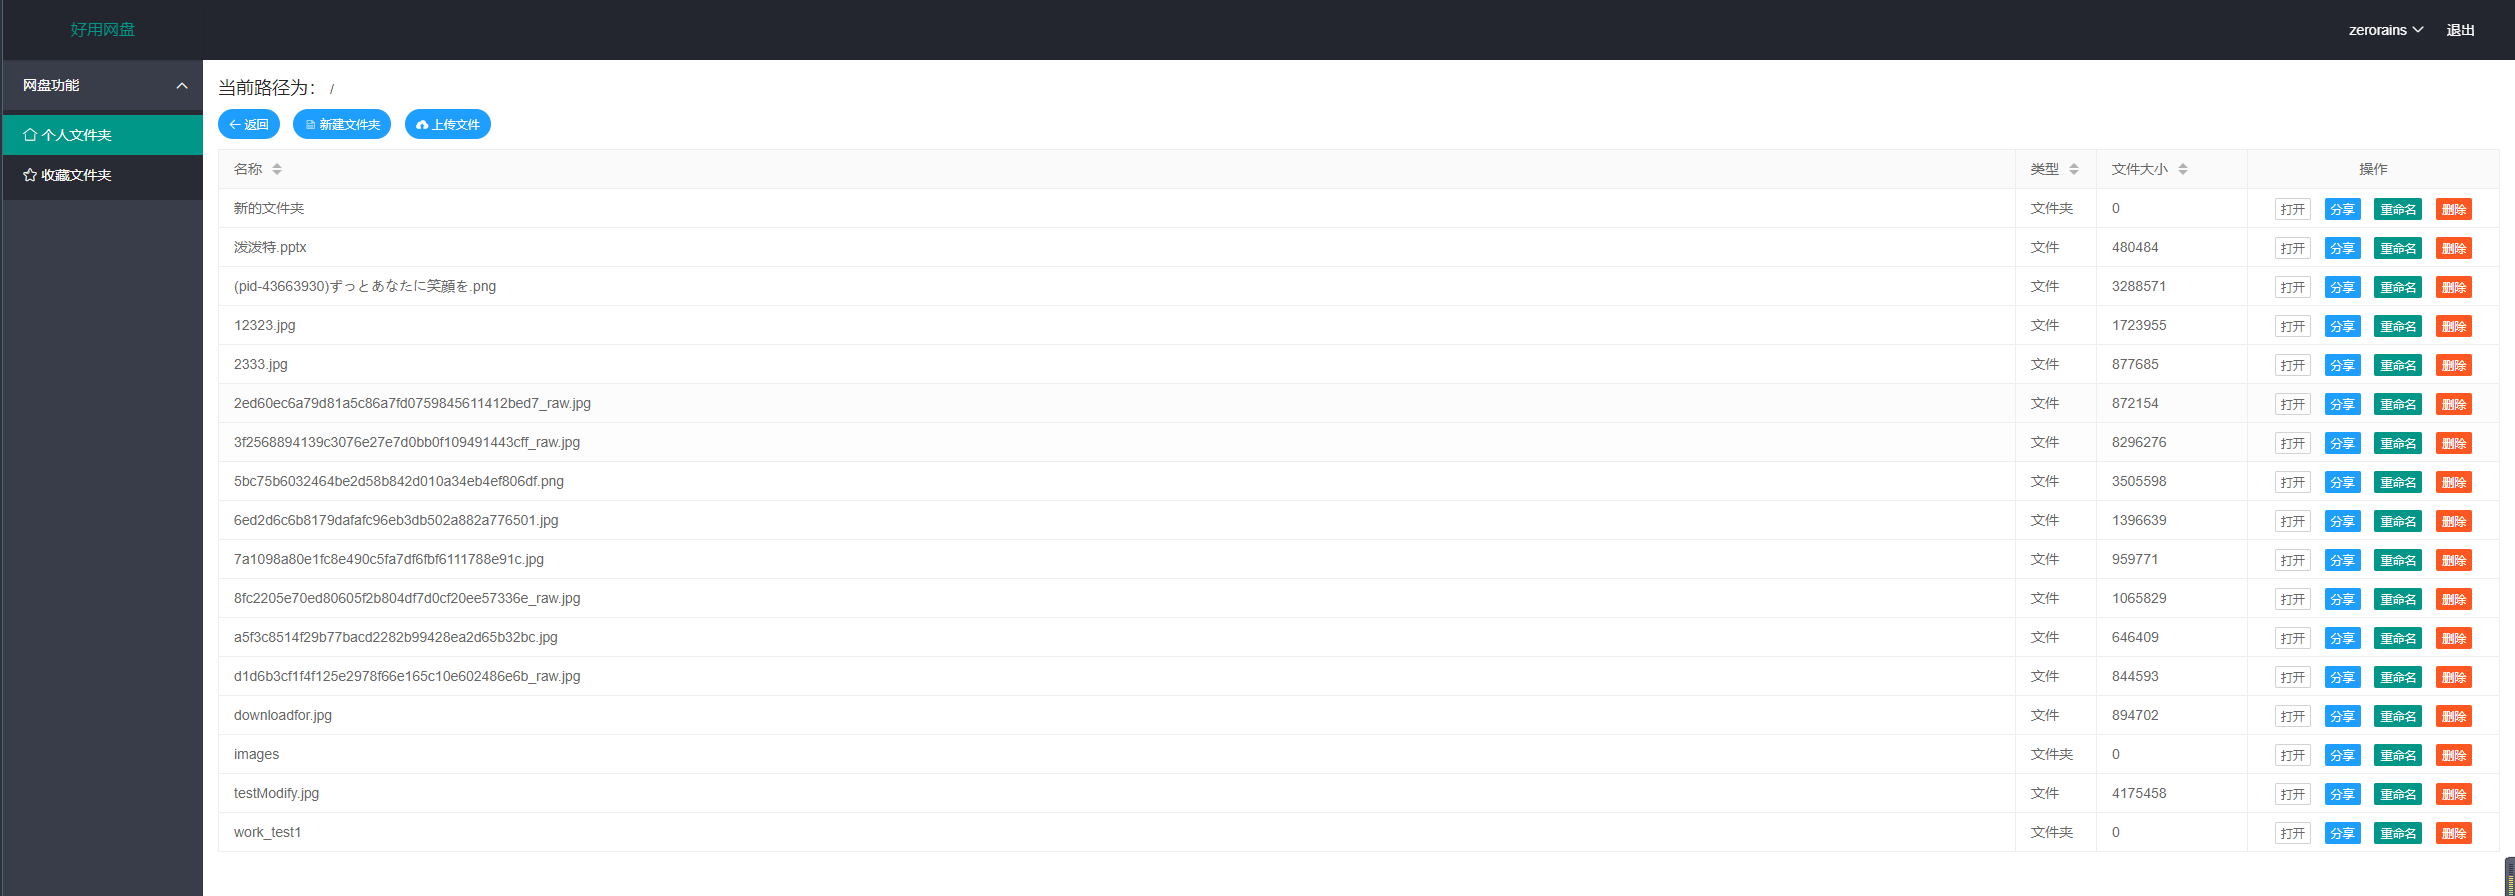 好用网盘
zerorains 退出
网盘功能
个人文件夹
收藏文件夹
当前路径为： /
返回 新建文件夹 上传文件
名称 类型 文件大小 操作
新的文件夹 文件夹 0 打开 分享 重命名 删除
泼泼特.pptx 文件 480484 打开 分享 重命名 删除
(pid-43663930)ずっとあなたに笑顔を.png 文件 3288571 打开 分享 重命名 删除
12323.jpg 文件 1723955 打开 分享 重命名 删除
2333.jpg 文件 877685 打开 分享 重命名 删除
2ed60ec6a79d81a5c86a7fd0759845611412bed7_raw.jpg 文件 872154 打开 分享 重命名 删除
3f2568894139c3076e27e7d0bb0f109491443cff_raw.jpg 文件 8296276 打开 分享 重命名 删除
5bc75b6032464be2d58b842d010a34eb4ef806df.png 文件 3505598 打开 分享 重命名 删除
6ed2d6c6b8179dafafc96eb3db502a882a776501.jpg 文件 1396639 打开 分享 重命名 删除
7a1098a80e1fc8e490c5fa7df6fbf6111788e91c.jpg 文件 959771 打开 分享 重命名 删除
8fc2205e70ed80605f2b804df7d0cf20ee57336e_raw.jpg 文件 1065829 打开 分享 重命名 删除
a5f3c8514f29b77bacd2282b99428ea2d65b32bc.jpg 文件 646409 打开 分享 重命名 删除
d1d6b3cf1f4f125e2978f66e165c10e602486e6b_raw.jpg 文件 844593 打开 分享 重命名 删除
downloadfor.jpg 文件 894702 打开 分享 重命名 删除
images 文件夹 0 打开 分享 重命名 删除
testModify.jpg 文件 4175458 打开 分享 重命名 删除
work_test1 文件夹 0 打开 分享 重命名 删除